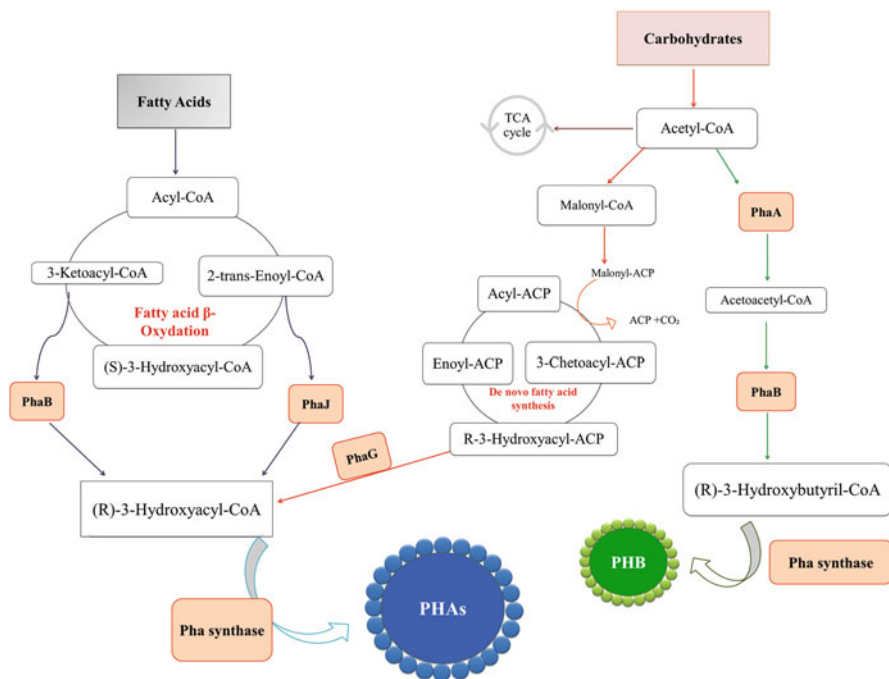 Carbohydrates
Fatty Acids
TCA
cycle
Acetyl-CoA
Acyl-CoA
Malonyl-CoA
PhaA
3-Ketoacyl-CoA
2-trans-Enoyl-CoA
Malonyl-ACP
Acyl-ACP
Acetoacetyl-CoA
Fatty acid β-
Oxydation
ACP +CO₂
(S)-3-Hydroxyacyl-CoA
Enoyl-ACP
3-Chetoacyl-ACP
De novo fatty acid
synthesis
PhaB
PhaJ
PhaB
R-3-Hydroxyacyl-ACP
PhaG
(R)-3-Hydroxyacyl-CoA
(R)-3-Hydroxybutyril-CoA
PHB
Pha synthase
PHAs
Pha synthase